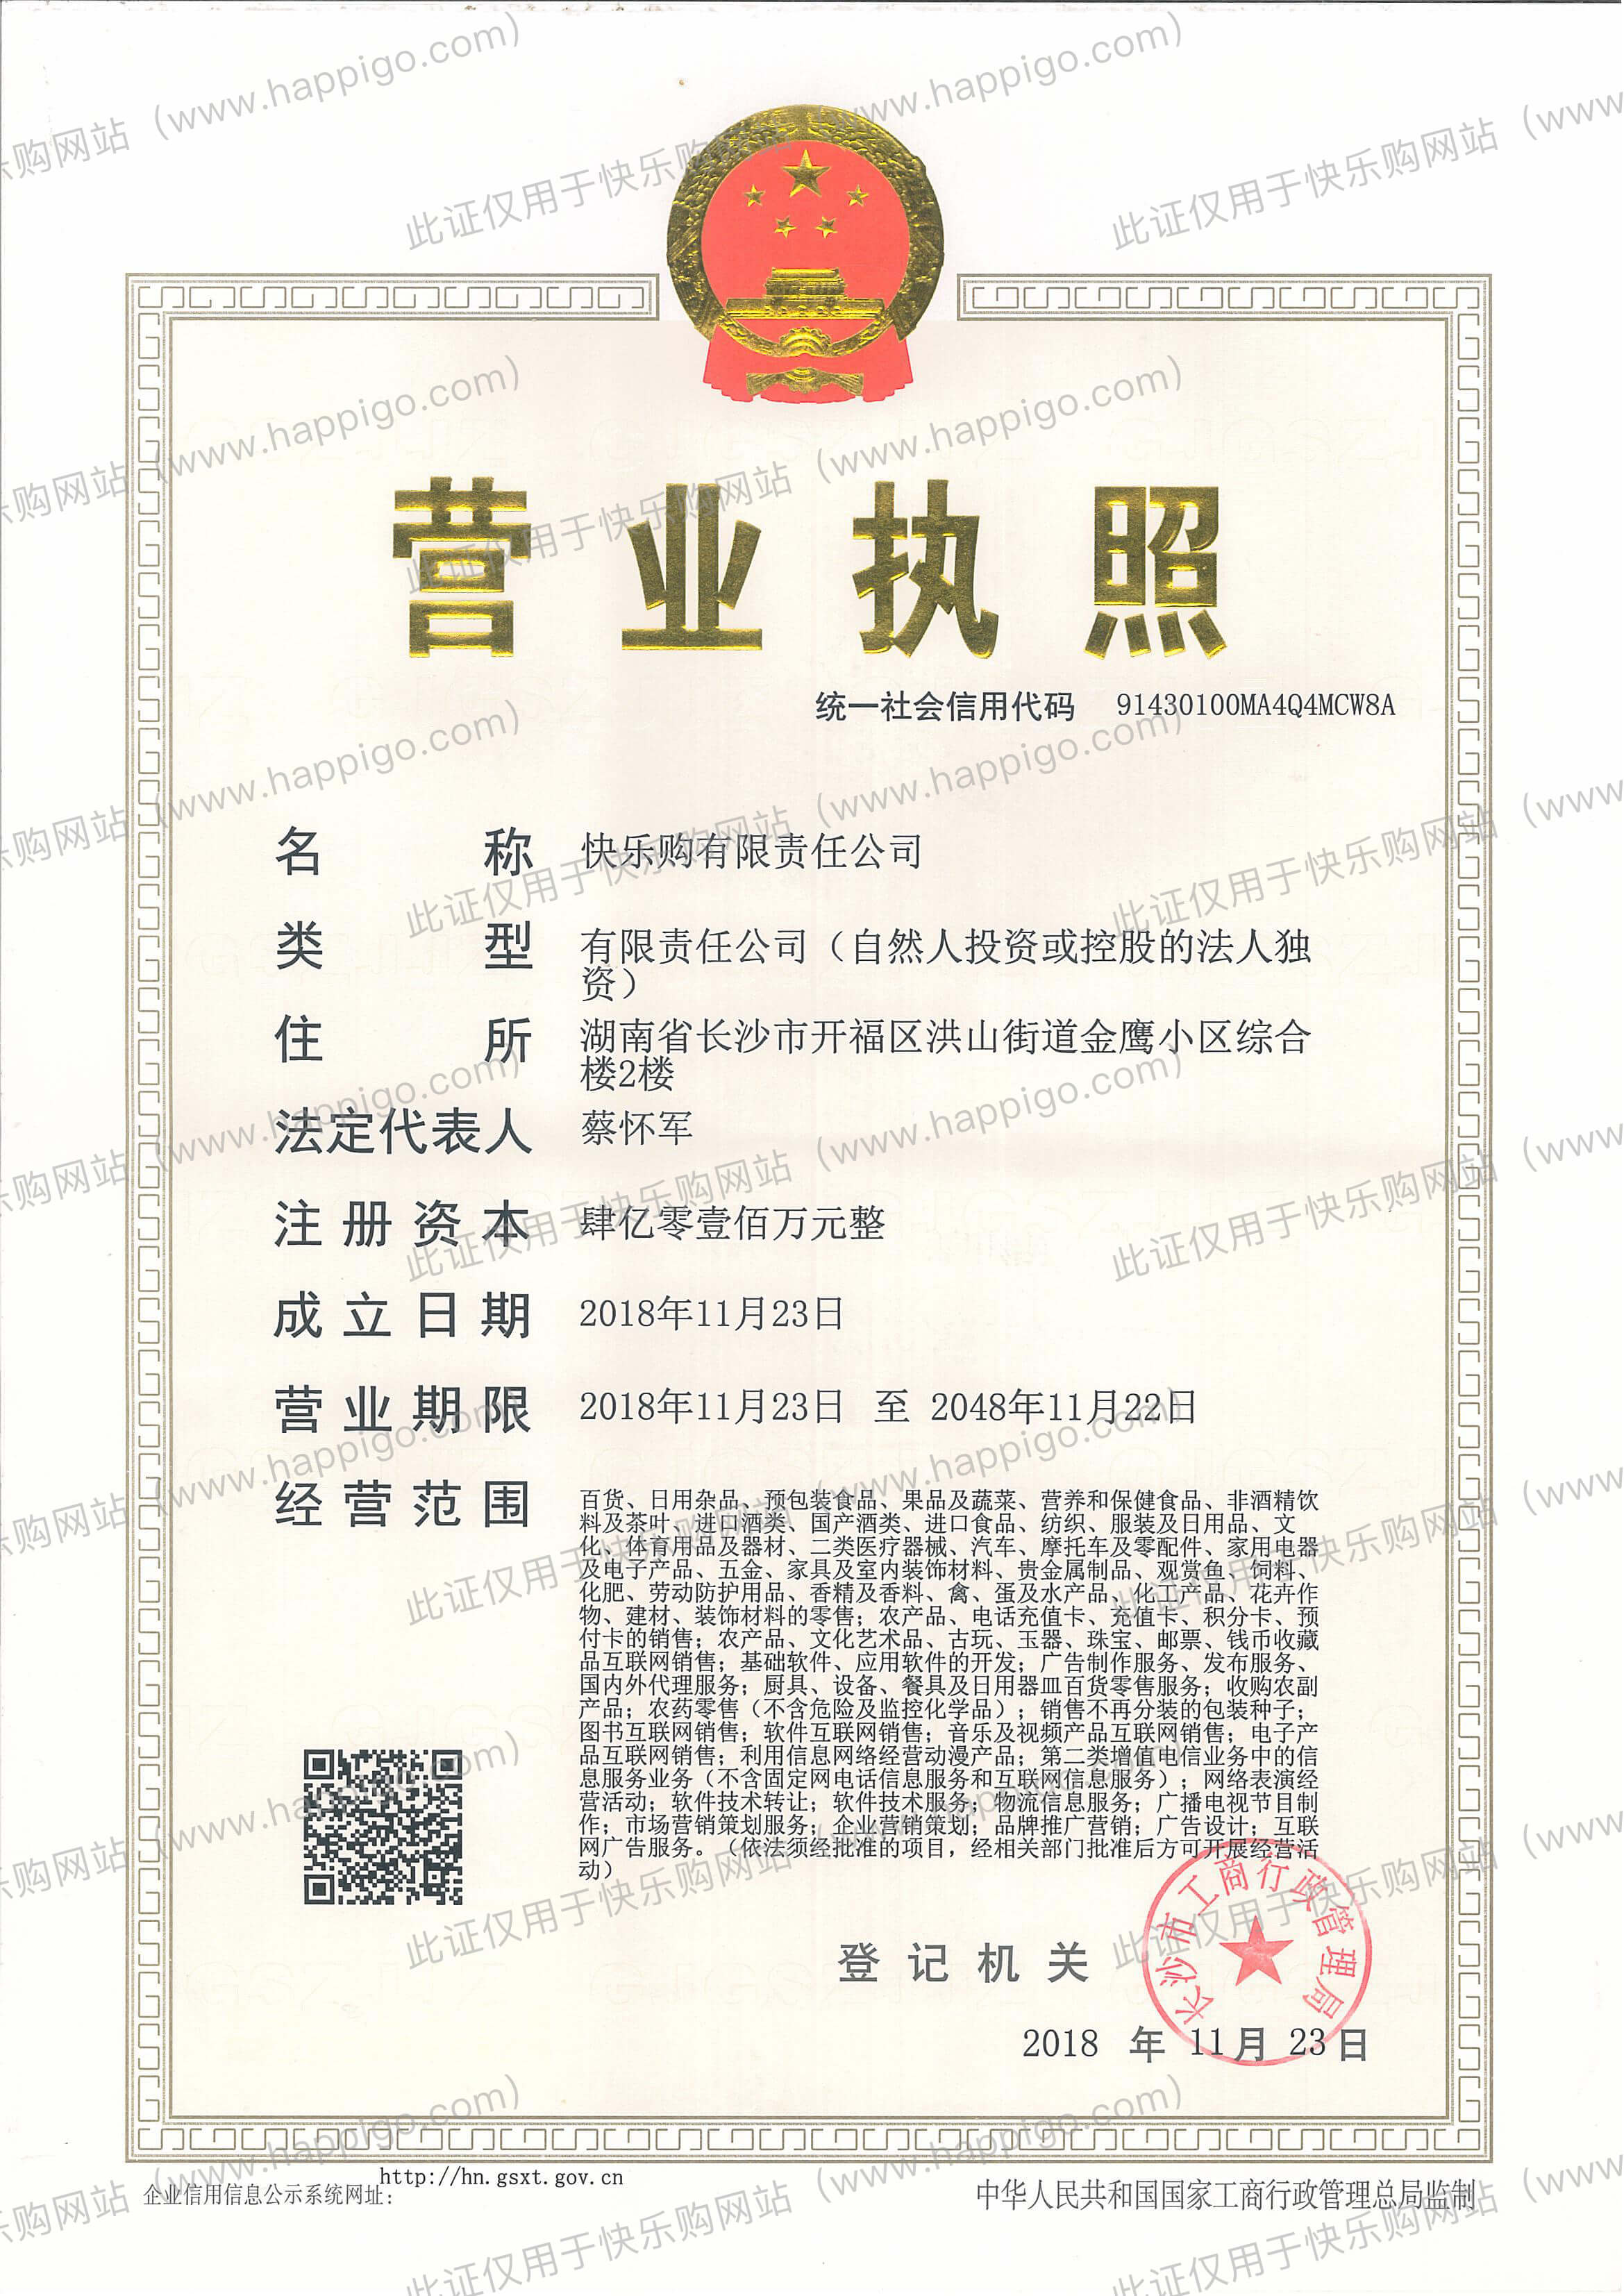 营业执照
统一社会信用代码 91430100MA4Q4MCW8A
名称 快乐购有限责任公司
类型 有限责任公司（自然人投资或控股的法人独
资）
住所 湖南省长沙市开福区洪山街道金鹰小区综合
楼2楼
法定代表人 蔡怀军
注册资本 肆亿零壹佰万元整
成立日期 2018年11月23日
营业期限 2018年11月23日 至 2048年11月22日
经营范围 百货、日用杂品、预包装食品、果品及蔬菜、营养和保健食品、非酒精饮
料及茶叶、进口酒类、国产酒类、进口食品、纺织、服装及日用品、文
化、体育用品及器材、二类医疗器械、汽车、摩托车及零配件、家用电器
及电子产品、五金、家具及室内装饰材料、贵金属制品、观赏鱼、饲料、
化肥、劳动防护用品、香精及香料、禽、蛋及水产品、化工产品、花卉作
物、建材、装饰材料的零售；农产品、电话充值卡、充值卡、积分卡、预
付卡的销售；农产品、文化艺术品、古玩、玉器、珠宝、邮票、钱币收藏
品互联网销售；基础软件、应用软件的开发；广告制作服务、发布服务、
国内外代理服务；厨具、设备、餐具及日用器皿百货零售服务；收购农副
产品；农药零售（不含危险及监控化学品）；销售不再分装的包装种子；
图书互联网销售；软件互联网销售；音乐及视频产品互联网销售；电子产
品互联网销售；利用信息网络经营动漫产品；第二类增值电信业务中的信
息服务业务（不含固定网电话信息服务和互联网信息服务）；网络表演经
营活动；软件技术转让；软件技术服务；物流信息服务；广播电视节目制
作；市场营销策划服务；企业营销策划；品牌推广营销；广告设计；互联
网广告服务。（依法须经批准的项目，经相关部门批准后方可开展经营活
动）
长沙市工商行政管理局
登记机关
2018 年 11月 23日
http://hn.gsxt.gov.cn
企业信用信息公示系统网址：
中华人民共和国国家工商行政管理总局监制
此证仅用于快乐购网站（www.happigo.com）